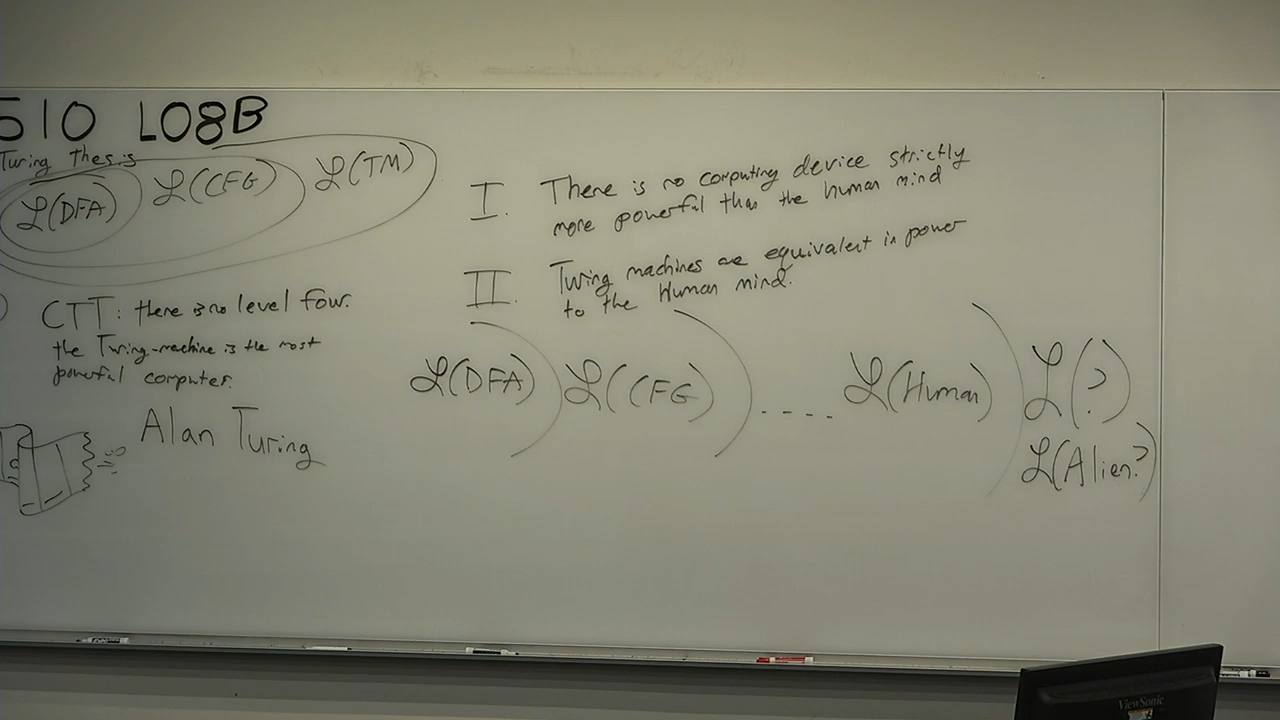 510 L08B
Turing thesis
ℒ(DFA) ℒ(CFG) ℒ(TM)
CTT: there is no level four.
the Turing-machine is the most
powerful computer.
Alan Turing
I. There is no computing device strictly
more powerful than the human mind
II. Turing machines are equivalent in power
to the Human mind.
ℒ(DFA) ℒ(CFG) .... ℒ(Human) ℒ(?)
ℒ(Alien?)
ViewSonic